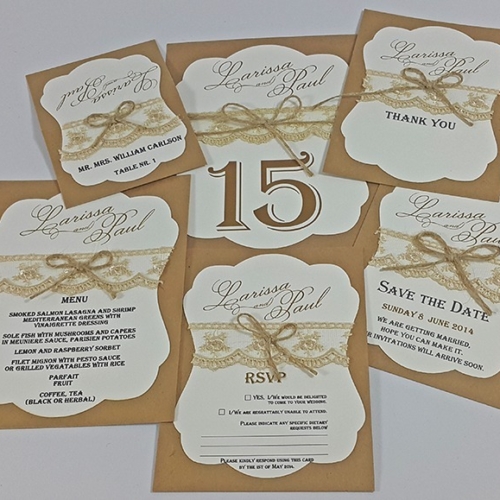 Larissa
and Paul
MR. MRS. WILLIAM CARLSON
TABLE NR. 1
Larissa
and Paul
15
Larissa
and Paul
THANK YOU
Larissa
and Paul
MENU
SMOKED SALMON LASAGNA AND SHRIMP
MEDITERRANEAN GREENS WITH
VINAIGRETTE DRESSING
SOLE FISH WITH MUSHROOMS AND CAPERS
IN MEUNIERE SAUCE, PARISIEN POTATOES
LEMON AND RASPBERRY SORBET
FILET MIGNON WITH PESTO SAUCE
OR GRILLED VEGETABLES WITH RICE
PARFAIT
FRUIT
COFFEE, TEA
(BLACK OR HERBAL)
Larissa
and Paul
RSVP
YES, I/WE WOULD BE DELIGHTED
TO COME TO YOUR WEDDING.
I/WE ARE REGRETTABLY UNABLE TO ATTEND.
PLEASE INDICATE ANY SPECIFIC DIETARY
REQUESTS BELOW
KINDLY RESPOND USING THIS CARD
BY THE 1ST OF MAY 2014.
Larissa
and Paul
SAVE THE DATE
SUNDAY 8 JUNE 2014
WE ARE GETTING MARRIED,
HOPE YOU CAN MAKE IT.
INVITATIONS WILL ARRIVE SOON.